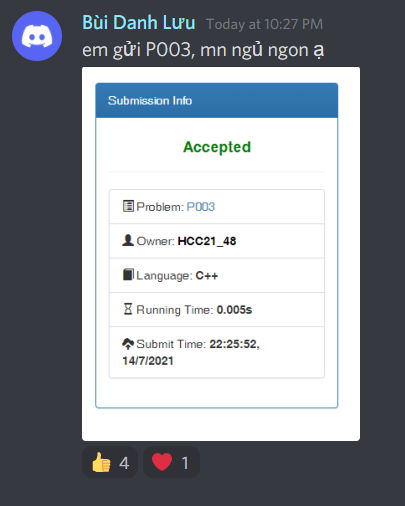 Bùi Danh Lưu Today at 10:27 PM
em gửi P003, mn ngủ ngon ạ
Submission Info
Accepted
Problem: P003
Owner: HCC21_48
Language: C++
Running Time: 0.005s
Submit Time: 22:25:52,
14/7/2021
4 1